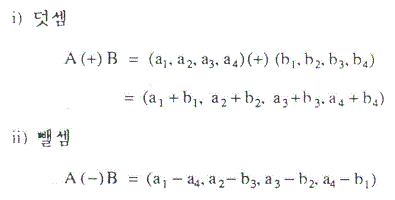 i) 덧셈
A (+) B = (a₁, a₂, a₃, a₄)(+) (b₁, b₂, b₃, b₄)
= (a₁ + b₁, a₂ + b₂, a₃ + b₃, a₄ + b₄)
ii) 뺄셈
A (−) B = (a₁ − a₄, a₂ − b₃, a₃ − b₂, a₄ − b₁)